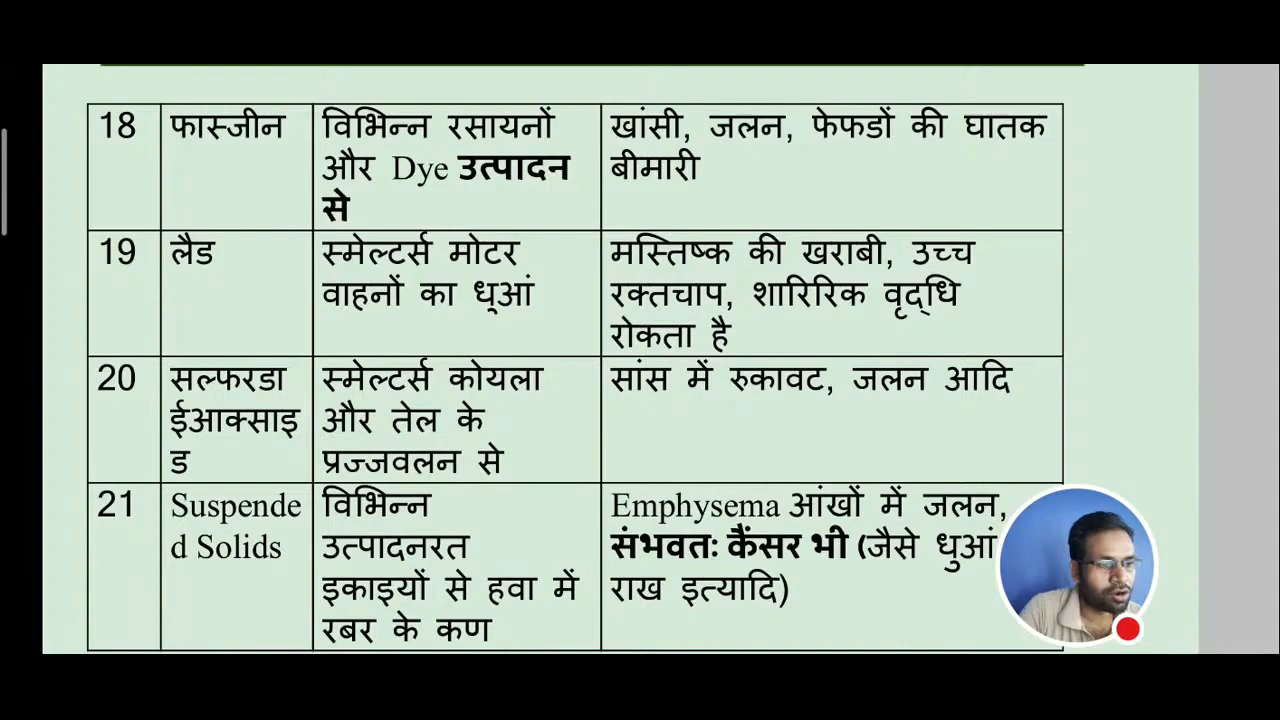 18 फास्जीन विभिन्न रसायनों खांसी, जलन, फेफडों की घातक
और Dye उत्पादन बीमारी
से
19 लैड स्मेल्टर्स मोटर मस्तिष्क की खराबी, उच्च
वाहनों का धूआं रक्तचाप, शारिरिक वृद्धि
रोकता है
20 सल्फरडा स्मेल्टर्स कोयला सांस में रुकावट, जलन आदि
ईआक्साइ और तेल के
ड प्रज्जवलन से
21 Suspende विभिन्न Emphysema आंखों में जलन,
d Solids उत्पादनरत संभवतः कैंसर भी (जैसे धुआं
इकाइयों से हवा में राख इत्यादि)
रबर के कण